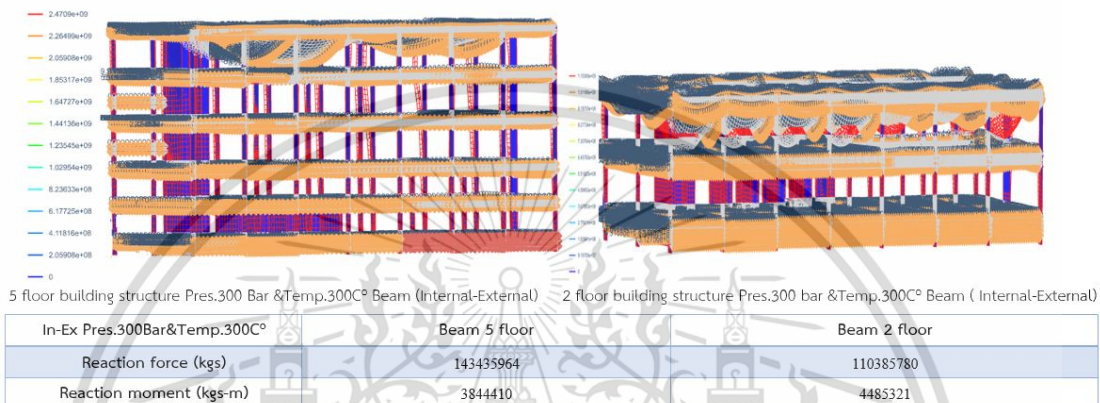 2.4709e+09
2.26499e+09
2.05908e+09
1.85317e+09
1.64727e+09
1.44136e+09
1.23545e+09
1.02954e+09
8.23633e+08
6.17725e+08
4.11816e+08
2.05908e+08
0
5 floor building structure Pres.300 Bar &Temp.300C° Beam (Internal-External)
2 floor building structure Pres.300 bar &Temp.300C° Beam ( Internal-External)
In-Ex Pres.300Bar&Temp.300C° Beam 5 floor Beam 2 floor
Reaction force (kgs) 143435964 110385780
Reaction moment (kgs-m) 3844410 4485321